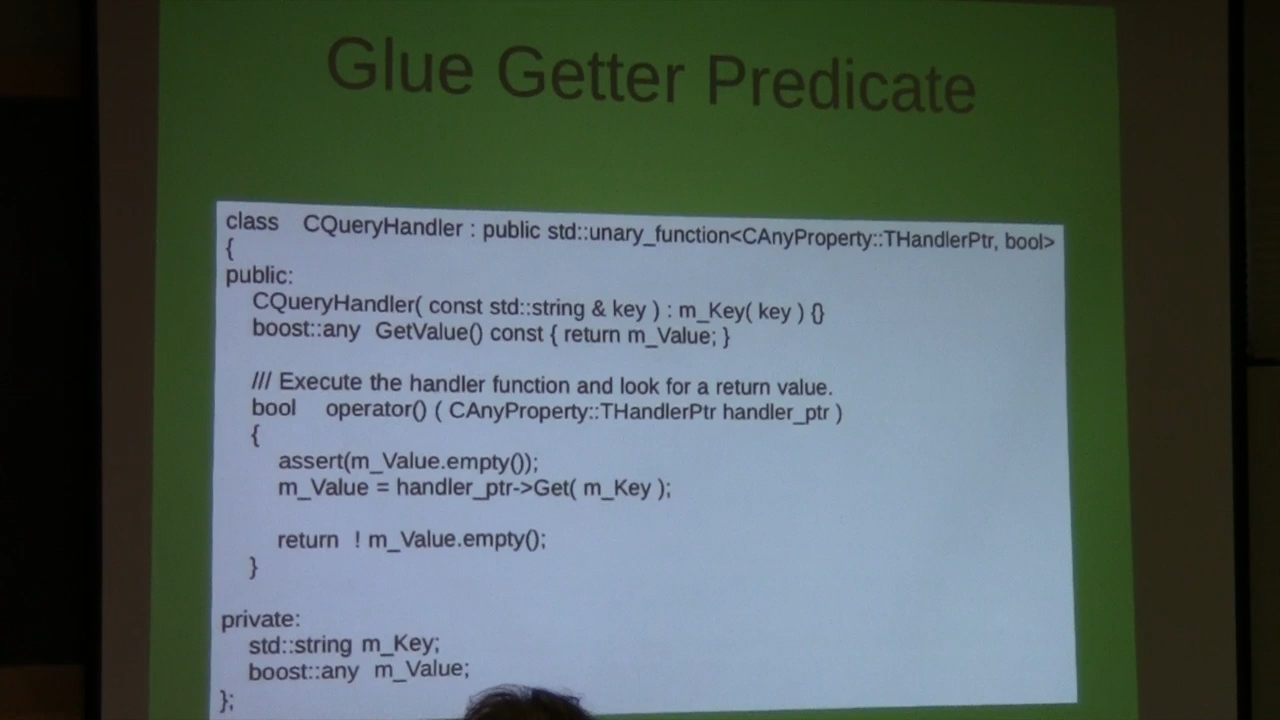 Glue Getter Predicate
class CQueryHandler : public std::unary_function<CAnyProperty::THandlerPtr, bool>
{
public:
CQueryHandler( const std::string & key ) : m_Key( key ) {}
boost::any GetValue() const { return m_Value; }
/// Execute the handler function and look for a return value.
bool operator() ( CAnyProperty::THandlerPtr handler_ptr )
{
assert(m_Value.empty());
m_Value = handler_ptr->Get( m_Key );
return ! m_Value.empty();
}
private:
std::string m_Key;
boost::any m_Value;
};